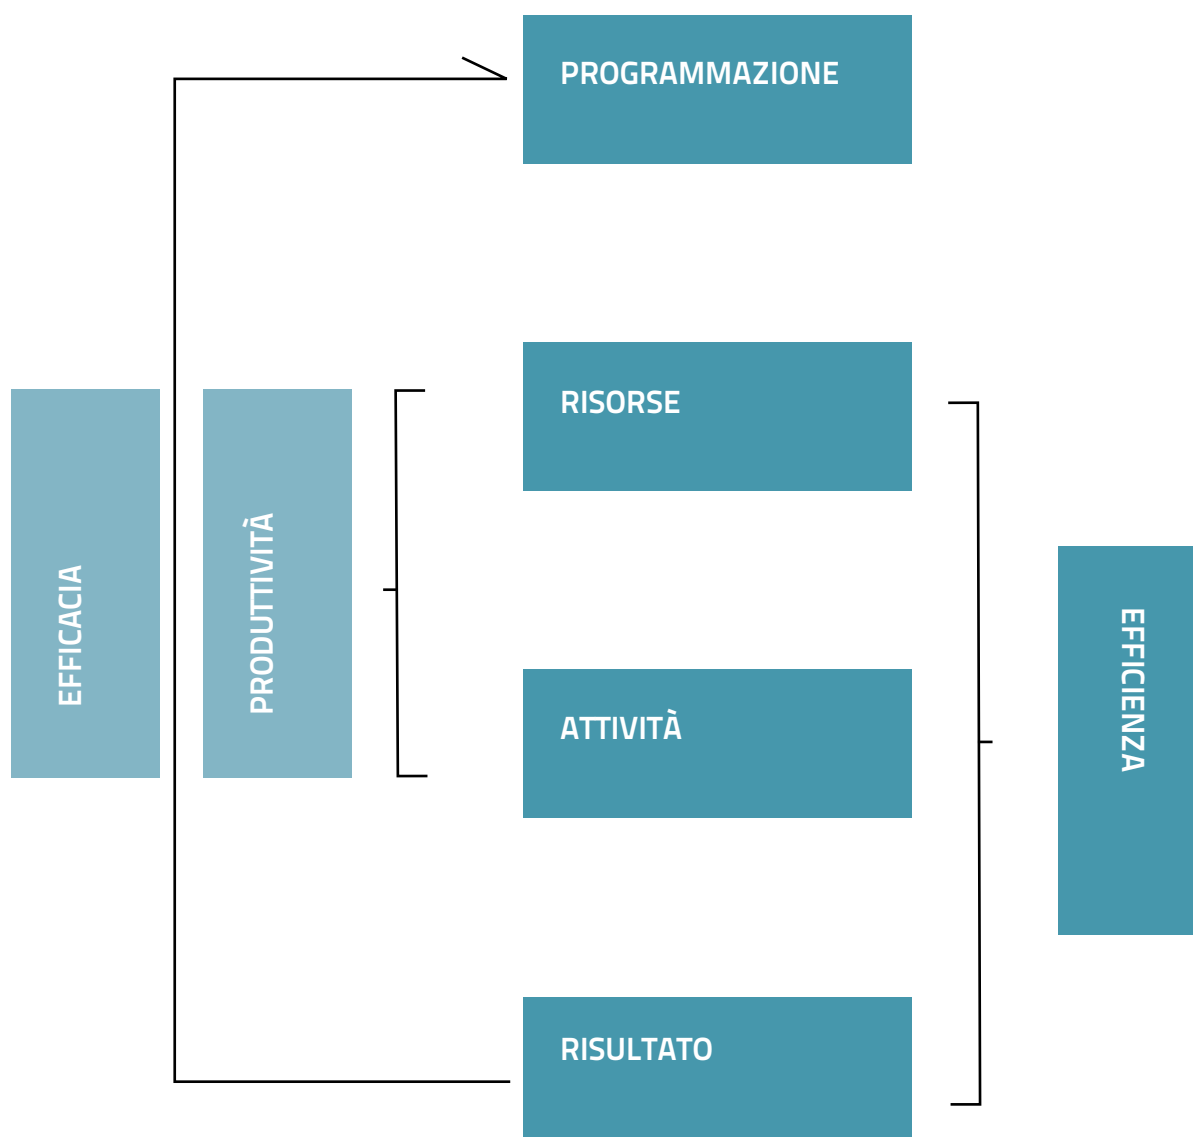 PROGRAMMAZIONE
RISORSE
EFFICACIA
PRODUTTIVITÀ
ATTIVITÀ
EFFICIENZA
RISULTATO